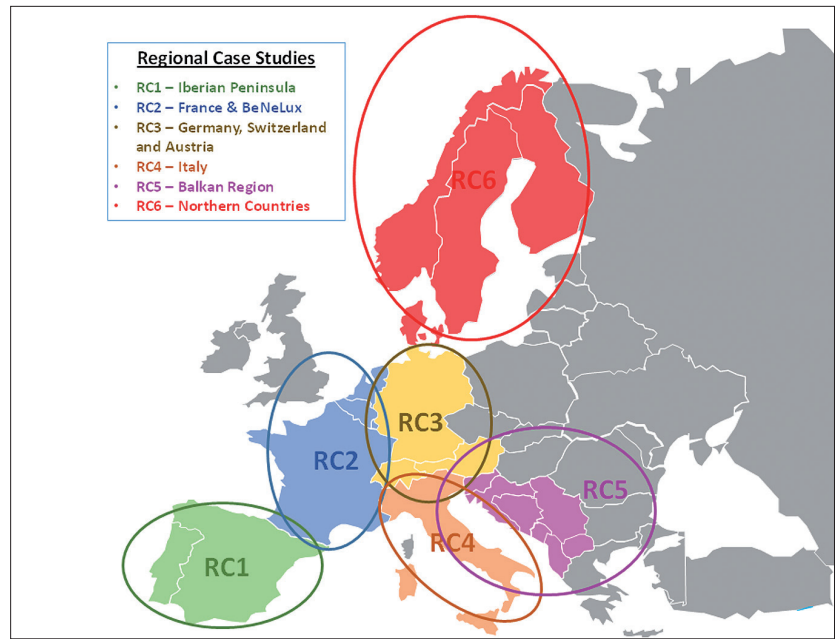 Regional Case Studies
• RC1 – Iberian Peninsula
• RC2 – France & BeNeLux
• RC3 – Germany, Switzerland
and Austria
• RC4 – Italy
• RC5 – Balkan Region
• RC6 – Northern Countries
RC6
RC3
RC2
RC5
RC4
RC1